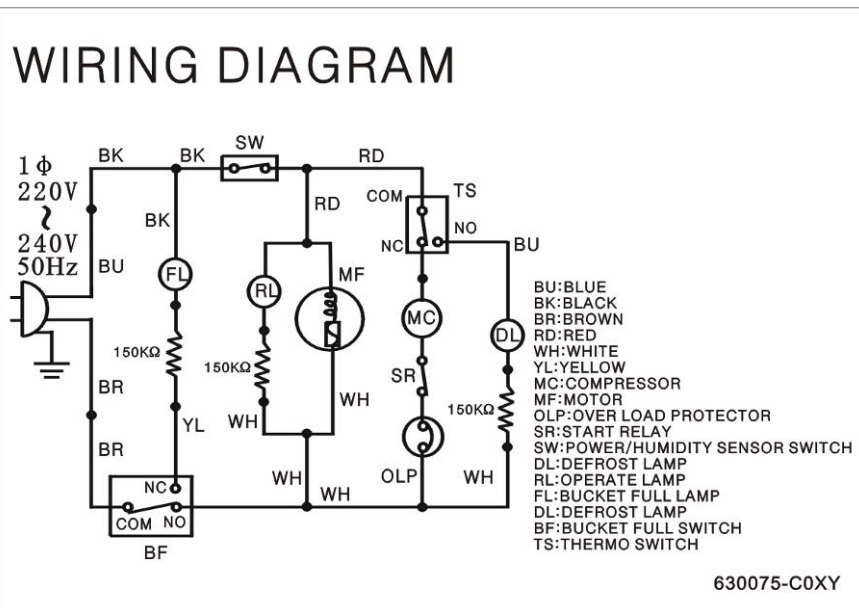 WIRING DIAGRAM
1ϕ
220V
~
240V
50Hz
BK
BK
SW
RD
BK
RD
COM
TS
NO
NC
BU
BU
FL
RL
MF
MC
DL
150KΩ
150KΩ
SR
150KΩ
BR
YL
WH
WH
BR
WH
WH
OLP
WH
NC
COM
NO
BF
BU:BLUE
BK:BLACK
BR:BROWN
RD:RED
WH:WHITE
YL:YELLOW
MC:COMPRESSOR
MF:MOTOR
OLP:OVER LOAD PROTECTOR
SR:START RELAY
SW:POWER/HUMIDITY SENSOR SWITCH
DL:DEFROST LAMP
RL:OPERATE LAMP
FL:BUCKET FULL LAMP
DL:DEFROST LAMP
BF:BUCKET FULL SWITCH
TS:THERMO SWITCH
630075-C0XY